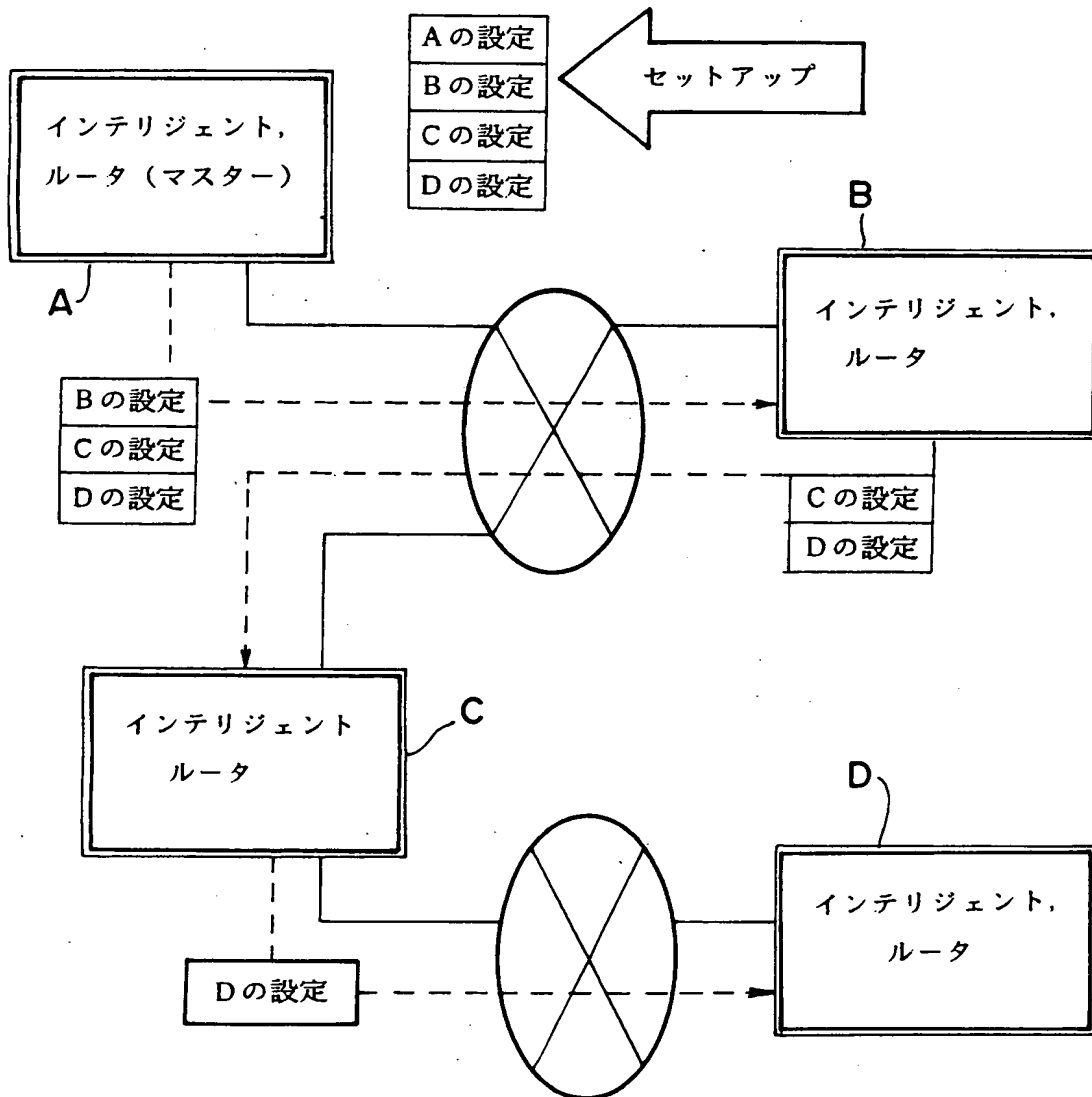 Aの設定
Bの設定
Cの設定
Dの設定
セットアップ
インテリジェント,
ルータ(マスター)
A
B
インテリジェント,
ルータ
Bの設定
Cの設定
Dの設定
Cの設定
Dの設定
インテリジェント
ルータ
C
D
インテリジェント,
ルータ
Dの設定